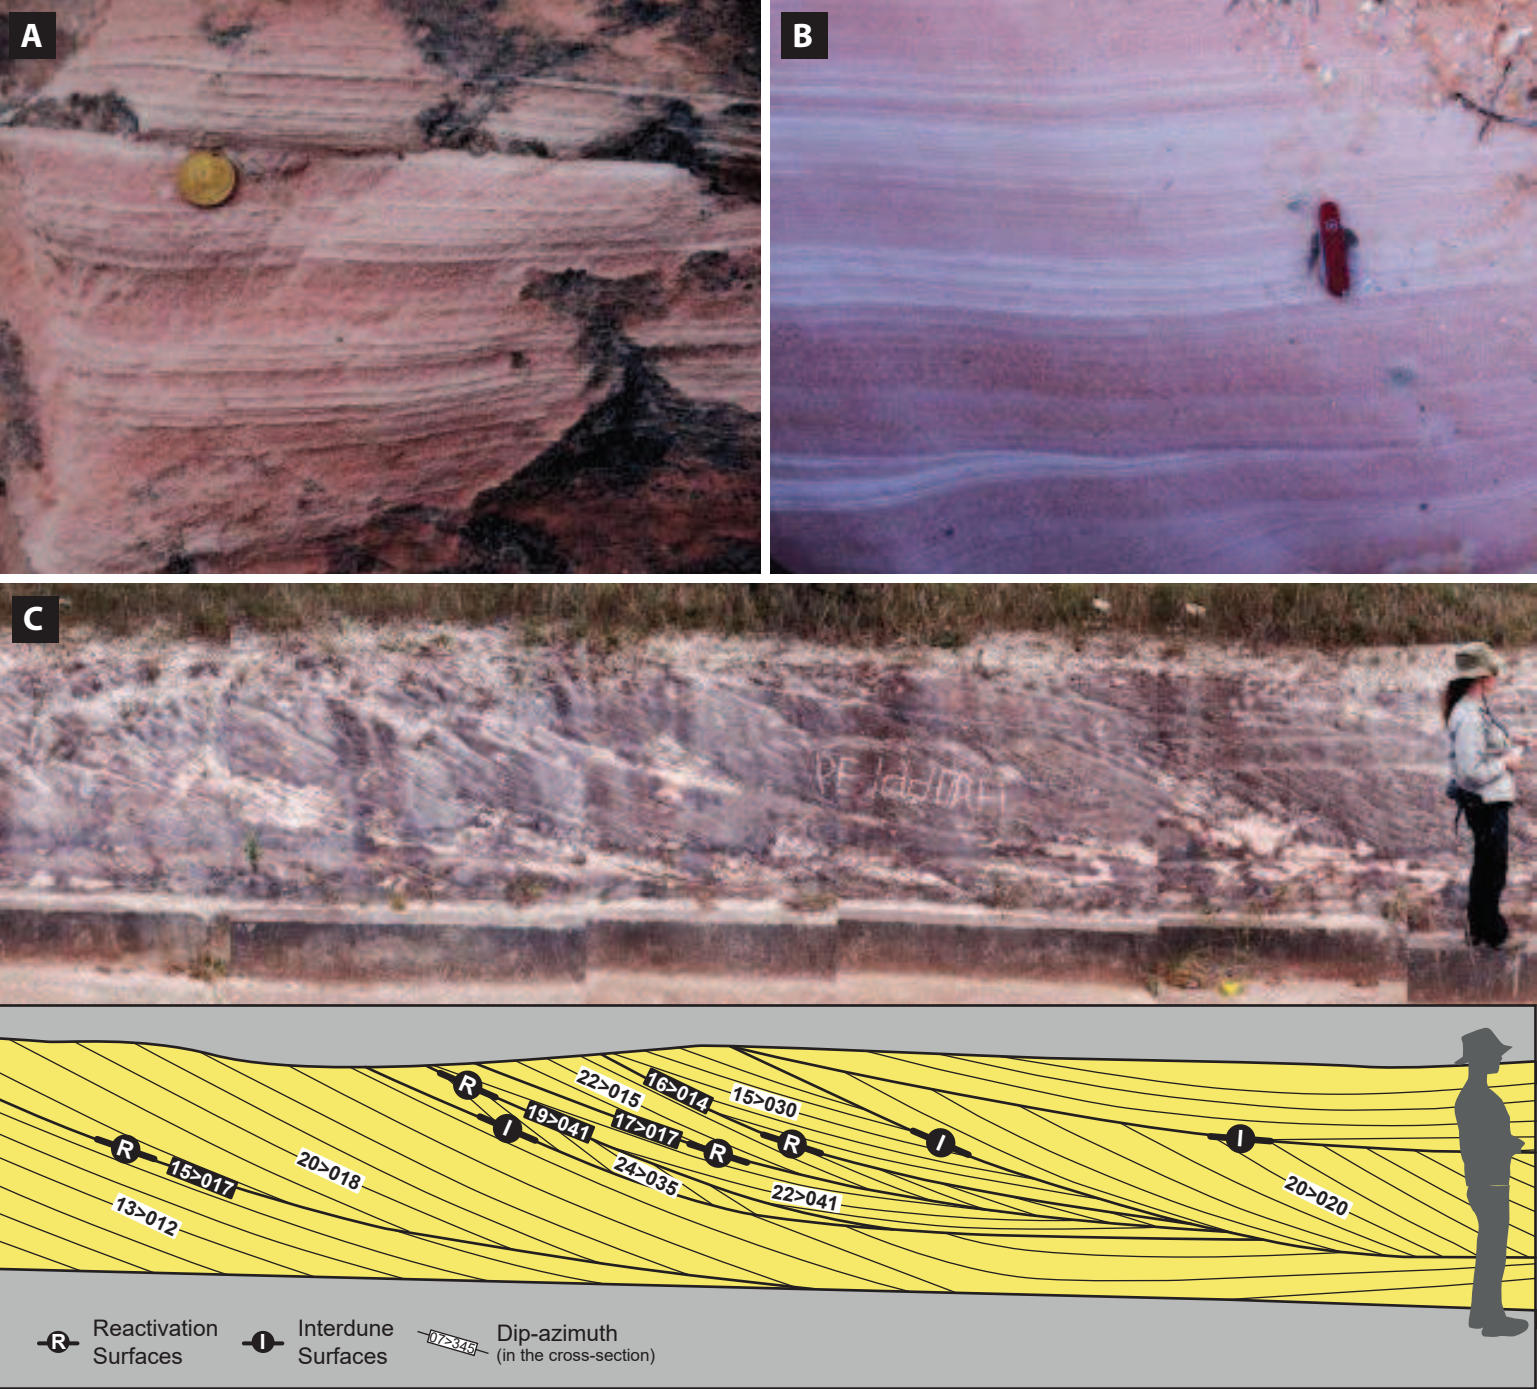 A
B
C
R
22>015
16>014
15>030
I
19>041
17>017
R
R
I
I
R
15>017
20>018
24>035
22>041
20>020
13>012
R
Reactivation
Surfaces
I
Interdune
Surfaces
07>345
Dip-azimuth
(in the cross-section)